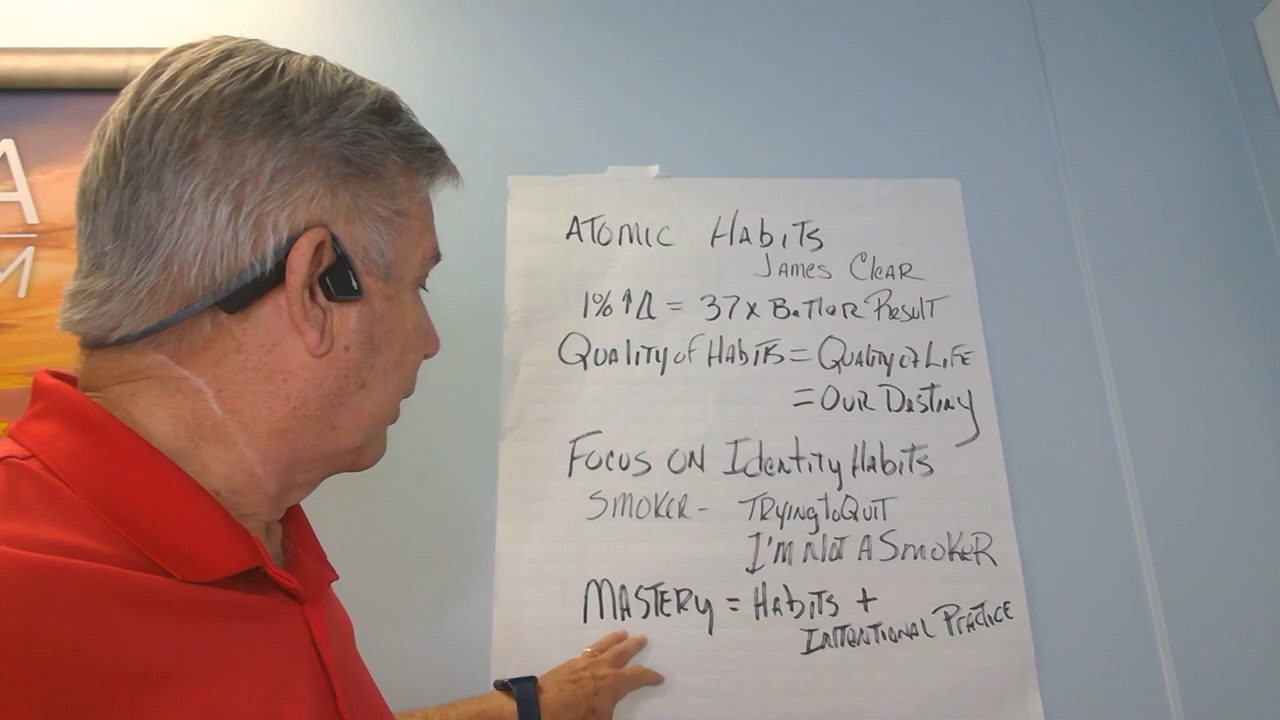 A
M
ATOMIC HABITS
JAMES CLEAR
1% ↑ Δ = 37x BETTER RESULT
QUALITY OF HABITS = QUALITY OF LIFE
= OUR DESTINY
FOCUS ON IDENTITY HABITS
SMOKER - TRYING TO QUIT
I'M NOT A SMOKER
MASTERY = HABITS +
INTENTIONAL PRACTICE